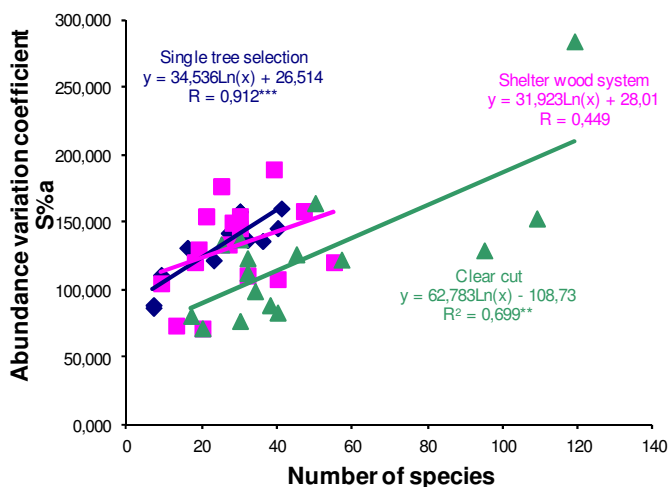 300,000
250,000
200,000
150,000
100,000
50,000
0,000
Abundance variation coefficient
S%a
Single tree selection
y = 34,536Ln(x) + 26,514
R = 0,912***
Shelter wood system
y = 31,923Ln(x) + 28,01
R = 0,449
Clear cut
y = 62,783Ln(x) - 108,73
R² = 0,699**
0 20 40 60 80 100 120 140
Number of species